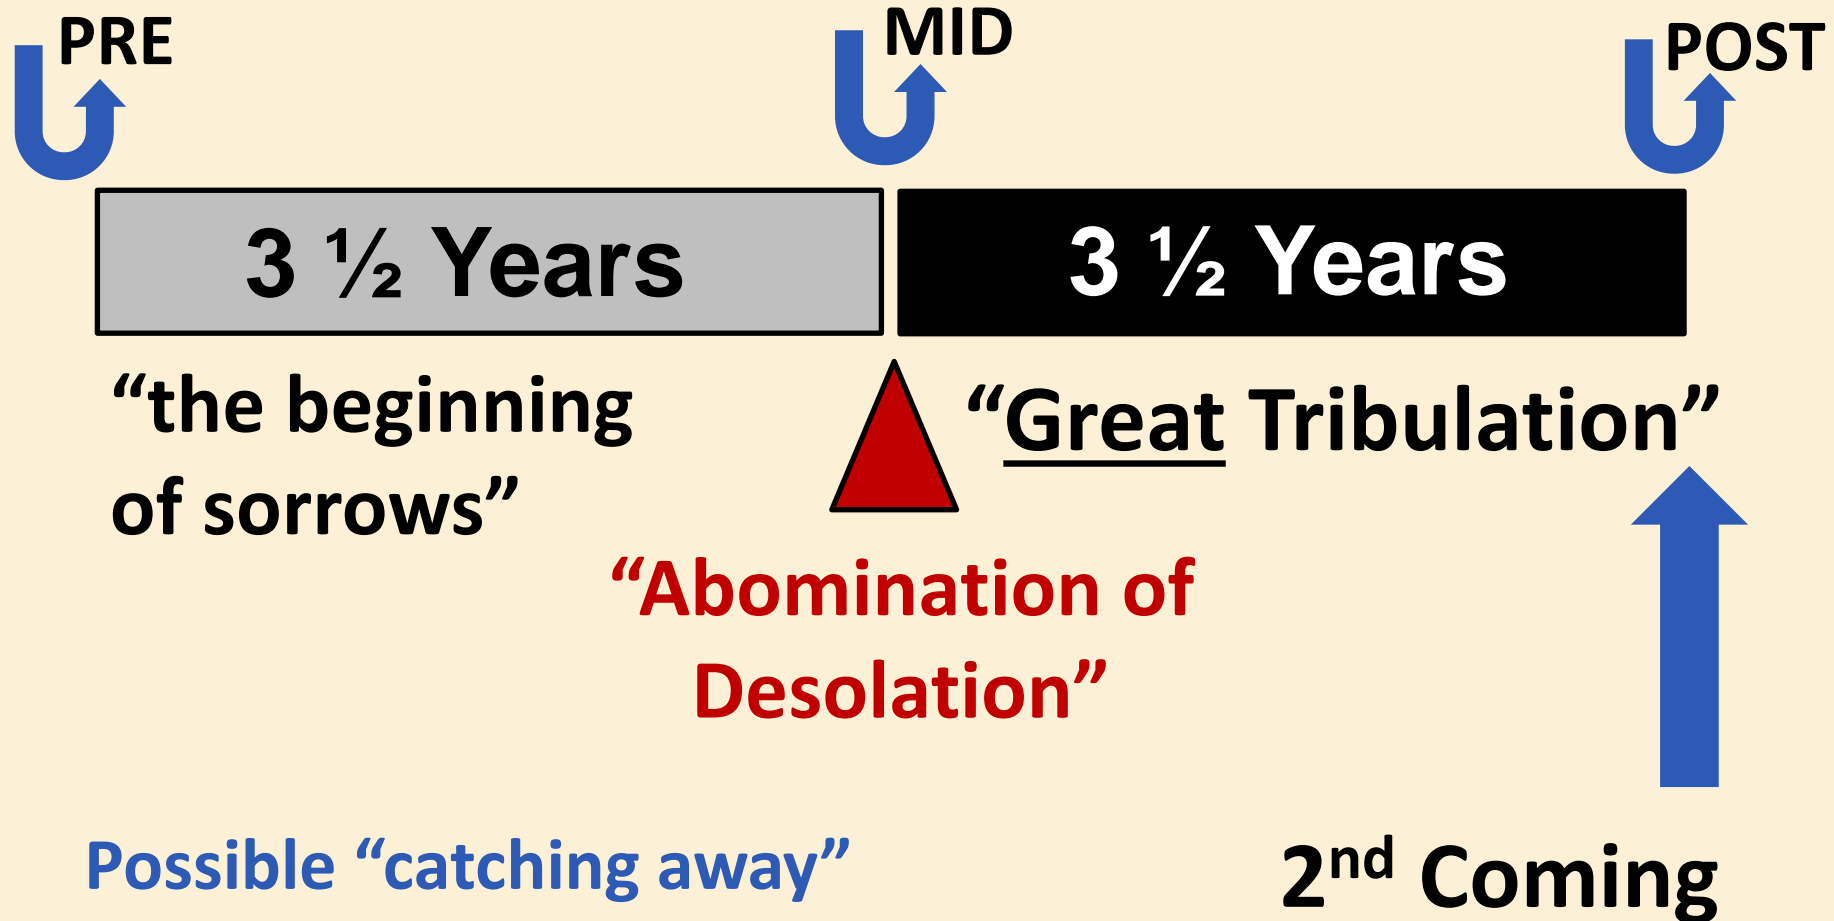 PRE
MID
POST
3 ½ Years
3 ½ Years
“the beginning
of sorrows”
“Great Tribulation”
“Abomination of
Desolation”
Possible “catching away”
2nd Coming